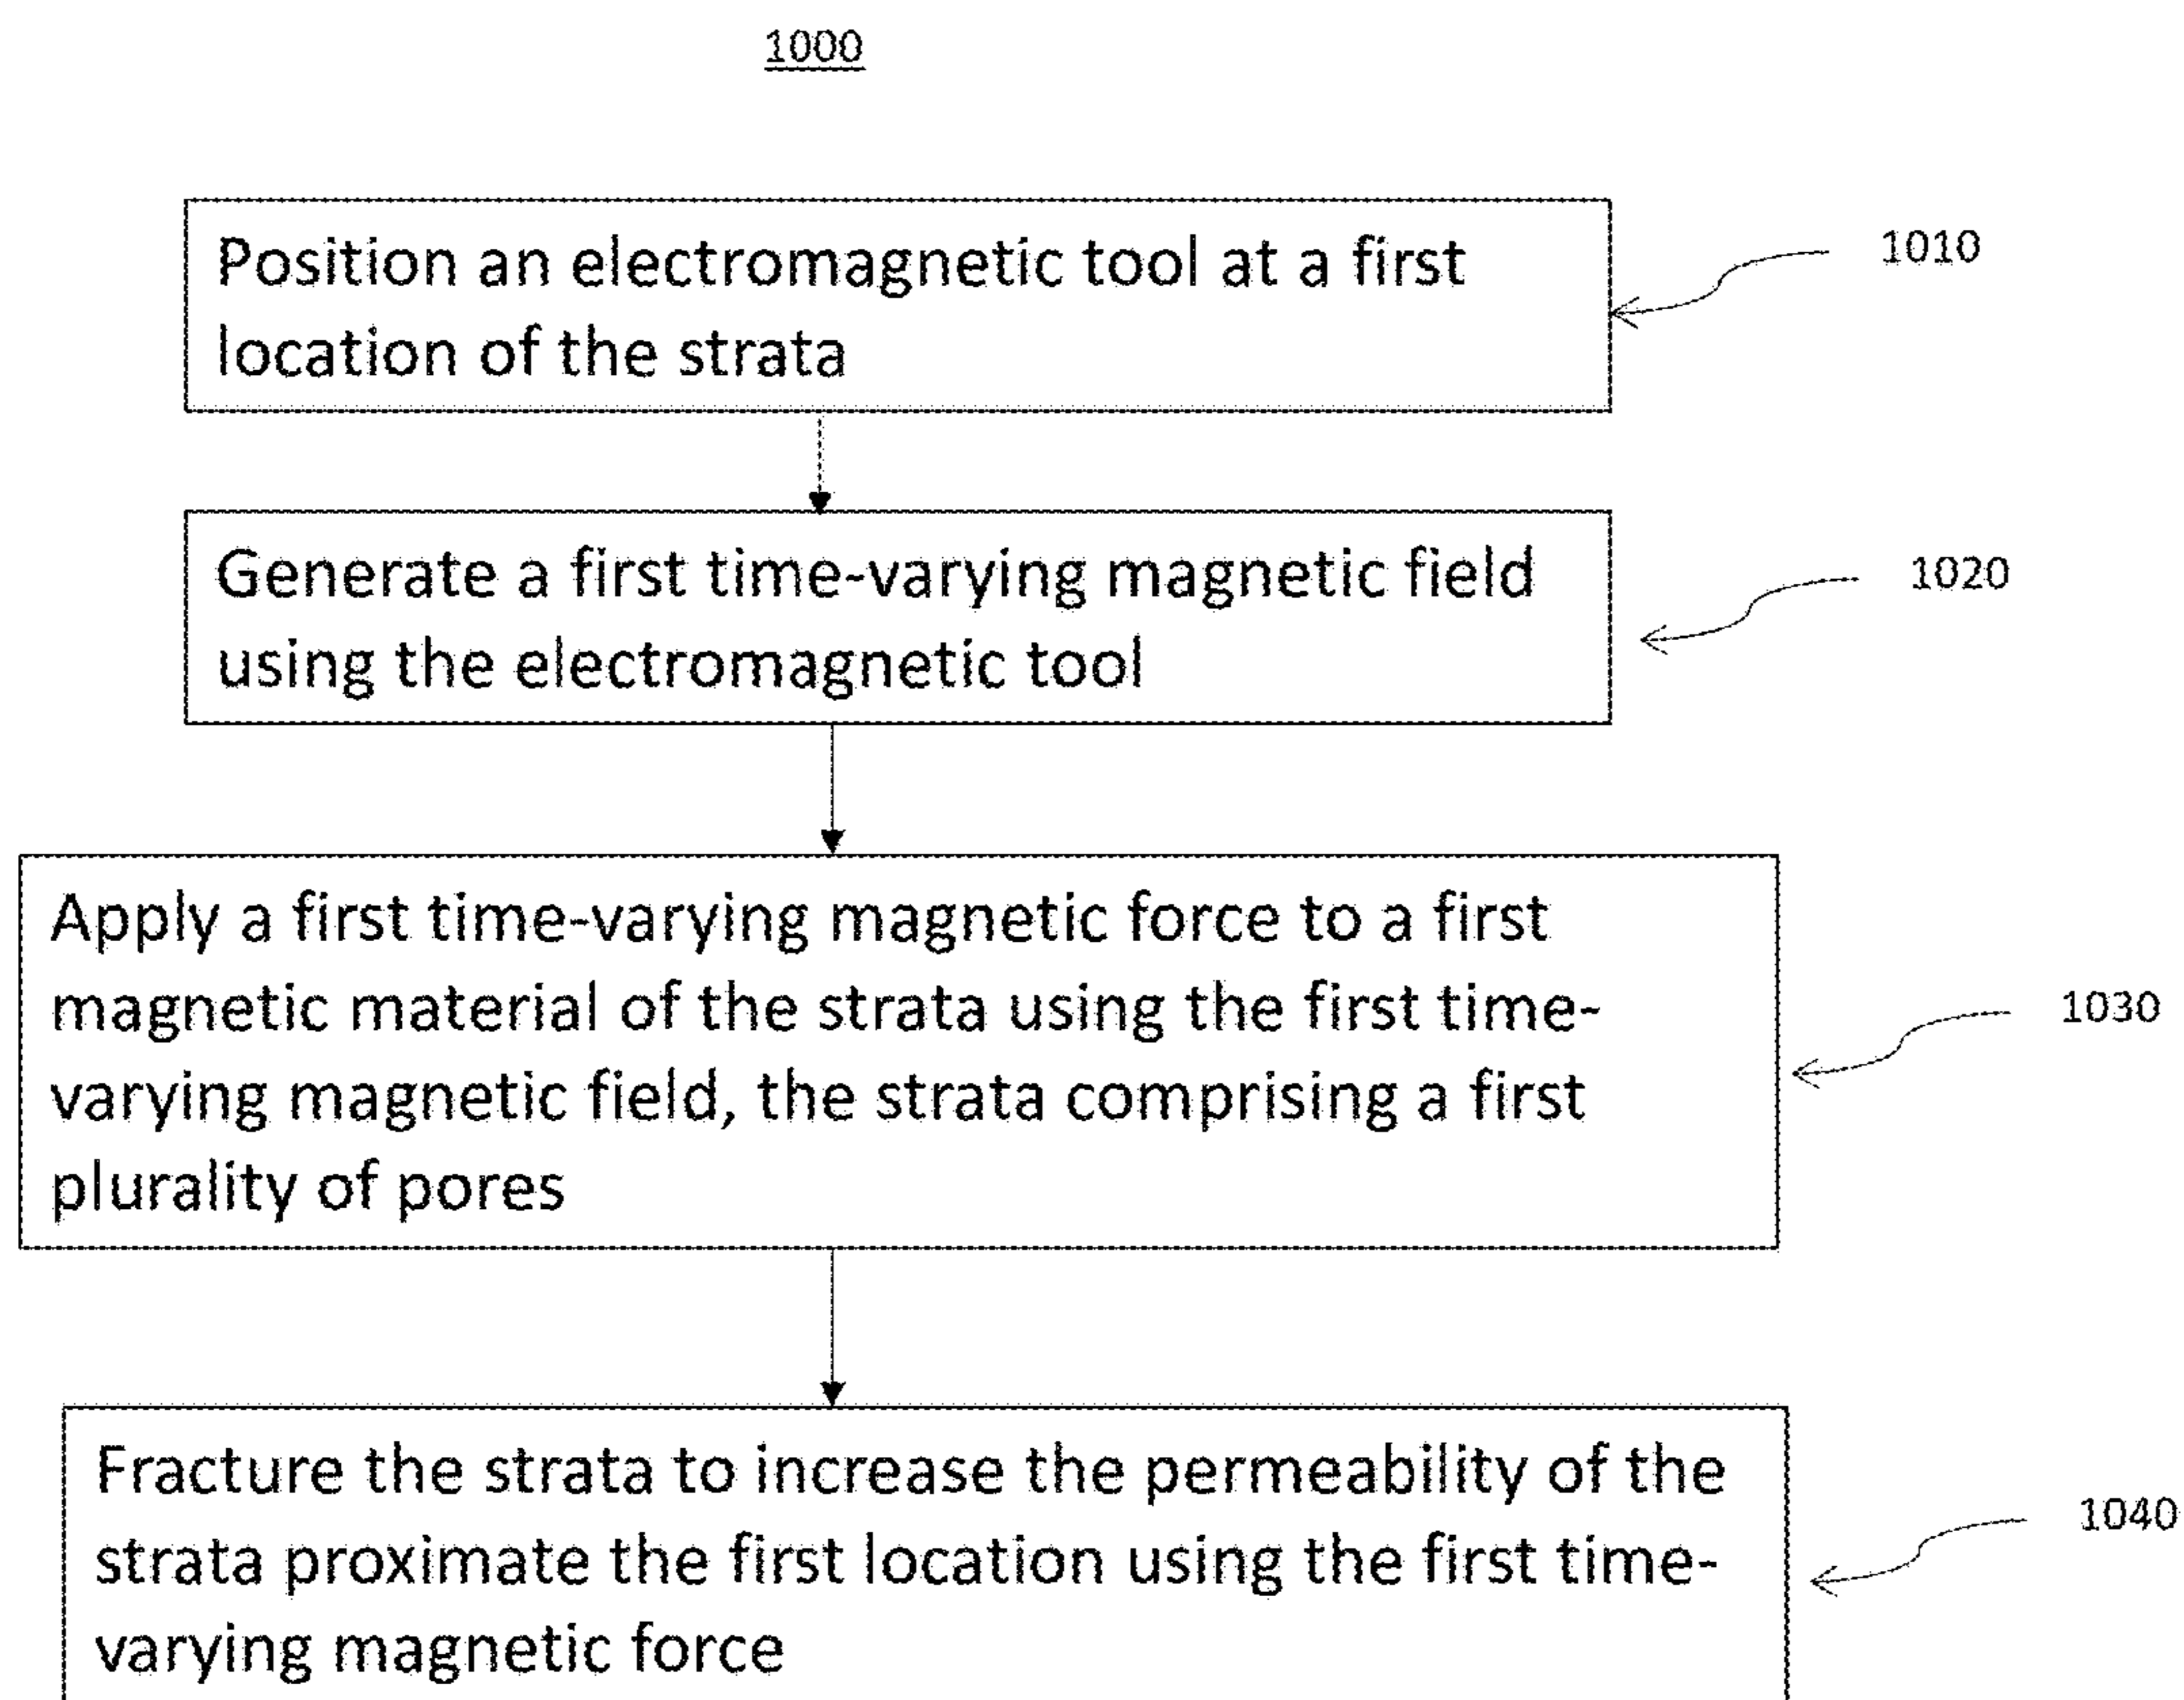 1000
Position an electromagnetic tool at a first
location of the strata
1010
Generate a first time-varying magnetic field
using the electromagnetic tool
1020
Apply a first time-varying magnetic force to a first
magnetic material of the strata using the first time-
varying magnetic field, the strata comprising a first
plurality of pores
1030
Fracture the strata to increase the permeability of the
strata proximate the first location using the first time-
varying magnetic force
1040